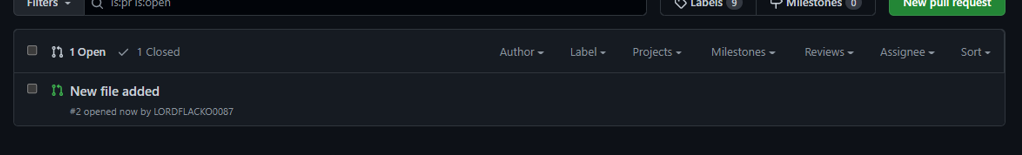 Filters
is:pr is:open
Labels 9
Milestones 0
New pull request
1 Open
1 Closed
Author
Label
Projects
Milestones
Reviews
Assignee
Sort
New file added
#2 opened now by LORDFLACKO0087